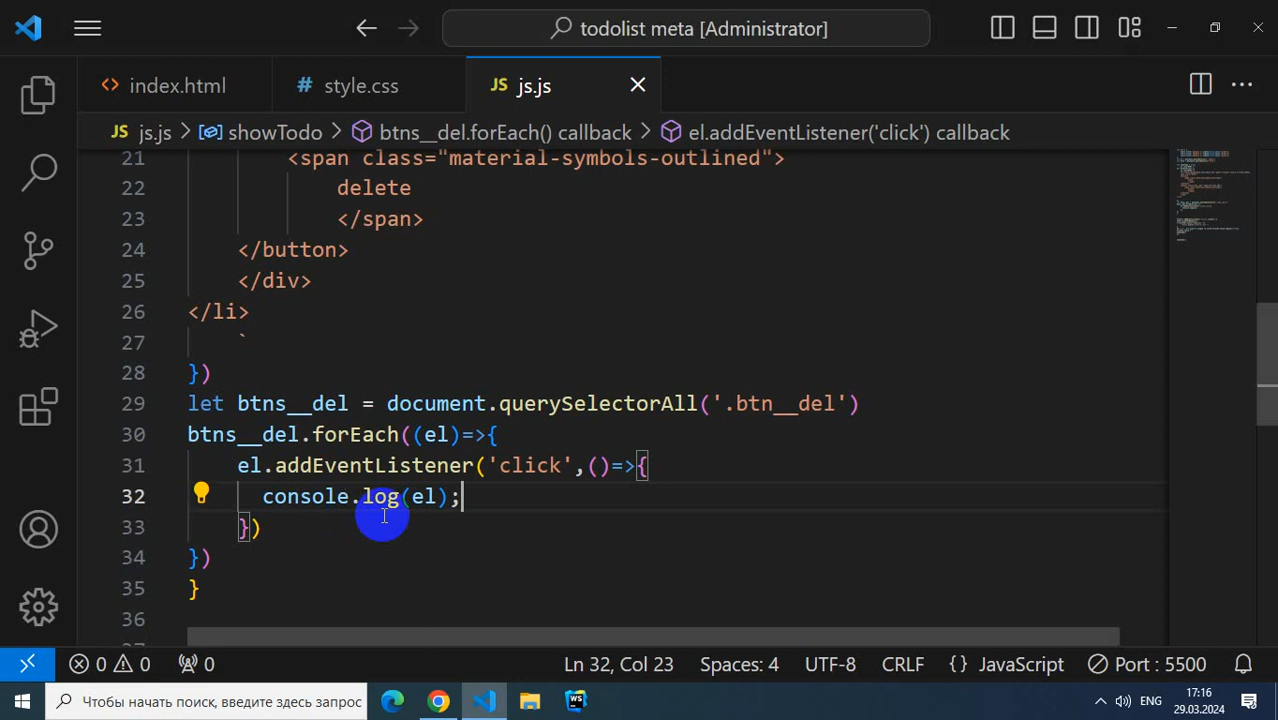 todolist meta [Administrator]
index.html
# style.css
JS js.js
JS js.js > showTodo > btns__del.forEach() callback > el.addEventListener('click') callback
21 <span class="material-symbols-outlined">
22 delete
23 </span>
24 </button>
25 </div>
26 </li>
27 `
28 })
29 let btns__del = document.querySelectorAll('.btn__del')
30 btns__del.forEach((el)=>{
31 el.addEventListener('click',()=>{
32 console.log(el);
33 })
34 })
35 }
36
0 0 0 Ln 32, Col 23 Spaces: 4 UTF-8 CRLF {} JavaScript Port : 5500
Чтобы начать поиск, введите здесь запрос
WS
ENG
17:16
29.03.2024